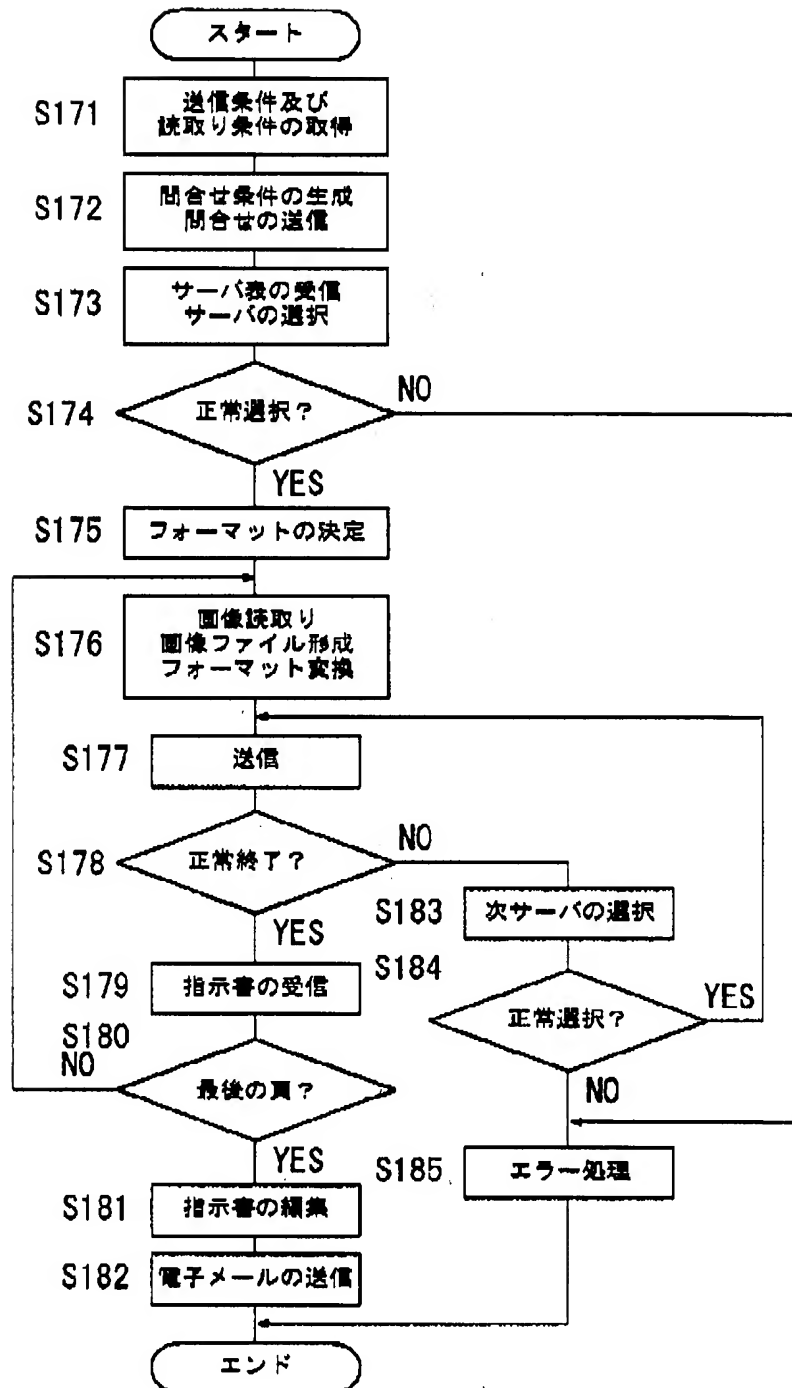 スタート
S171
送信条件及び
読取り条件の取得
S172
問合せ条件の生成
問合せの送信
S173
サーバ表の受信
サーバの選択
S174
正常選択？
NO
YES
S175
フォーマットの決定
S176
画像読取り
画像ファイル形成
フォーマット変換
S177
送信
S178
正常終了？
NO
YES
S183
次サーバの選択
S179
指示書の受信
S184
正常選択？
YES
NO
S180
NO
最後の頁？
YES
S185
エラー処理
S181
指示書の編集
S182
電子メールの送信
エンド